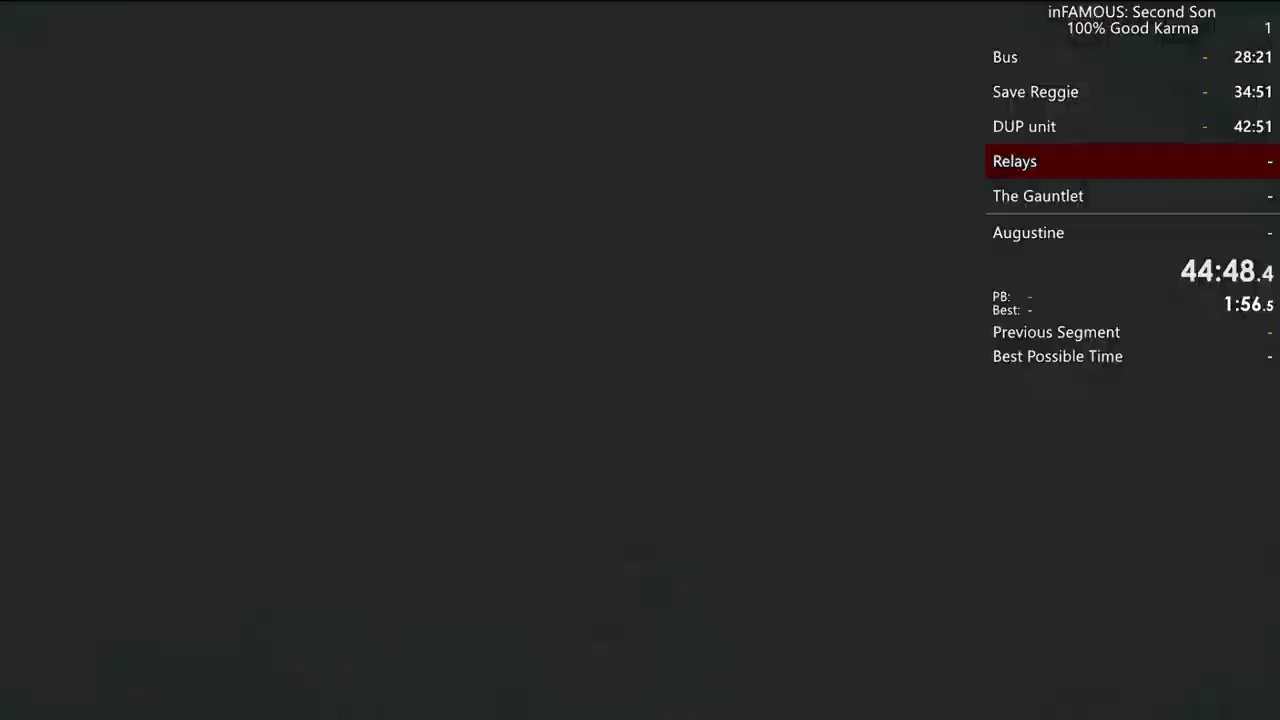 inFAMOUS: Second Son
100% Good Karma 1
Bus - 28:21
Save Reggie - 34:51
DUP unit - 42:51
Relays -
The Gauntlet -
Augustine -
44:48.4
PB: - 1:56.5
Best: -
Previous Segment -
Best Possible Time -